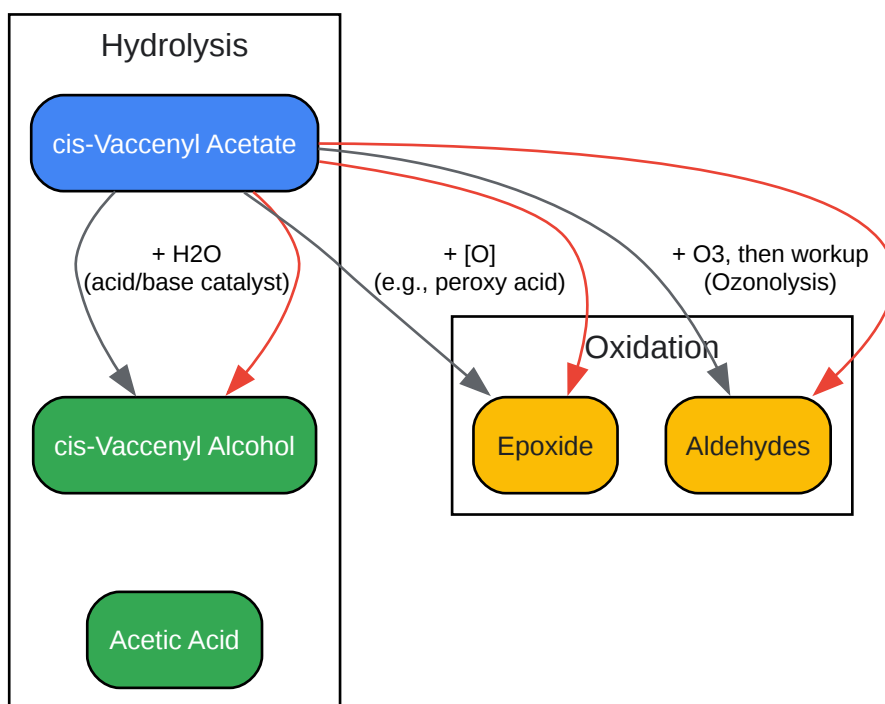 Hydrolysis
cis-Vaccenyl Acetate
+ H2O
(acid/base catalyst)
+ [O]
(e.g., peroxy acid)
+ O3, then workup
(Ozonolysis)
Oxidation
cis-Vaccenyl Alcohol
Epoxide
Aldehydes
Acetic Acid